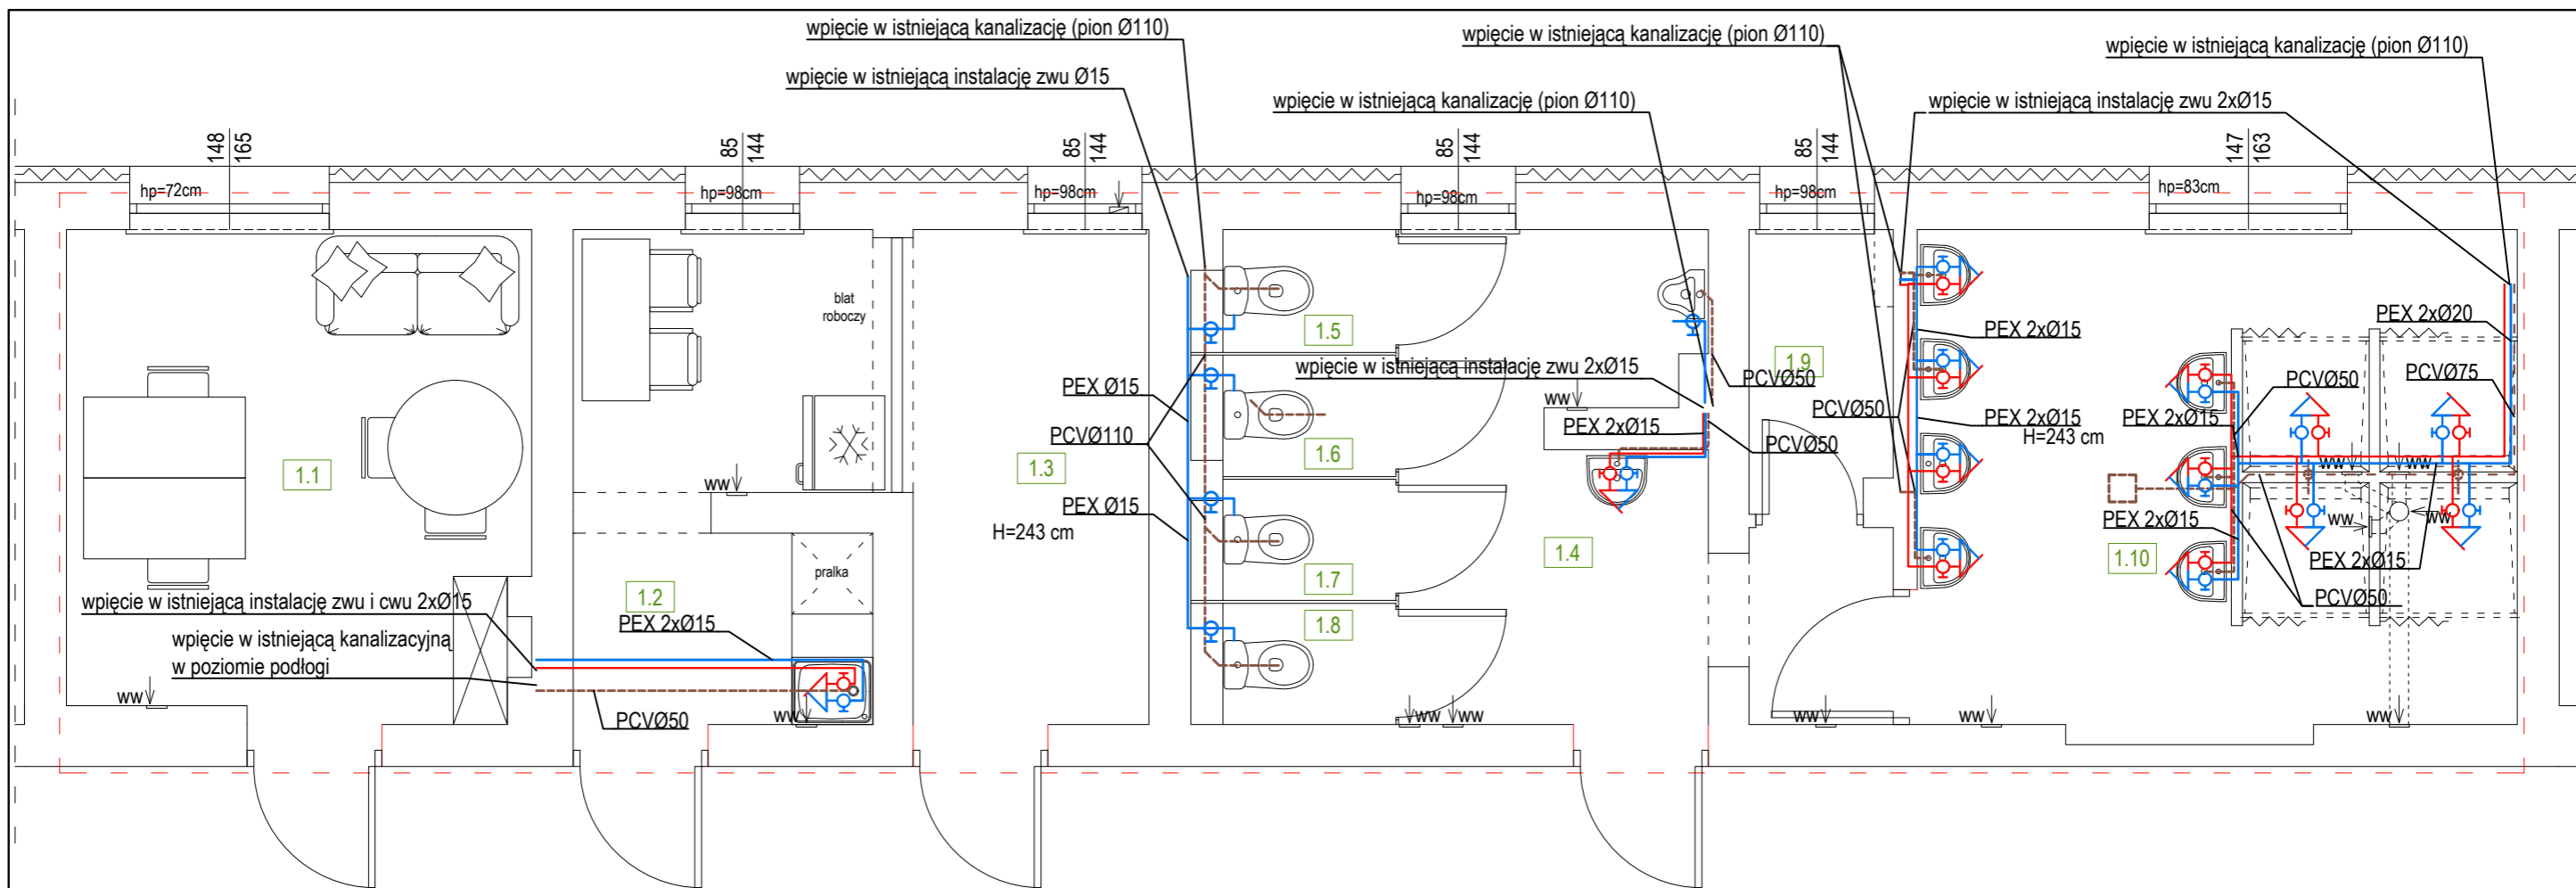 wpięcie w istniejącą kanalizację (pion Ø110)
wpięcie w istniejącą kanalizację (pion Ø110)
wpięcie w istniejącą kanalizację (pion Ø110)
wpięcie w istniejącą instalację zwu Ø15
wpięcie w istniejącą kanalizację (pion Ø110)
wpięcie w istniejącą instalację zwu 2xØ15
148
165
85
144
85
144
85
144
85
144
147
163
hp=72cm
hp=98cm
hp=98cm
hp=98cm
hp=98cm
hp=83cm
blat
roboczy
1.5
PEX 2xØ15
PEX 2xØ20
1.9
wpięcie w istniejącą instalację zwu 2xØ15
PCVØ50
PCVØ50
PCVØ75
PEX Ø15
WW
PCVØ50
PEX 2xØ15
H=243 cm
PEX 2xØ15
PCVØ110
PEX 2xØ15
PCVØ50
1.1
1.3
1.6
WW
WW
WW
PEX Ø15
H=243 cm
PEX 2xØ15
WW
WW
1.4
1.10
PEX 2xØ15
pralka
1.7
1.2
PCVØ50
wpięcie w istniejącą instalację zwu i cwu 2xØ15
PEX 2xØ15
1.8
wpięcie w istniejącą kanalizacyjną
w poziomie podłogi
WW
PCVØ50
WW
WW
WW
WW
WW
WW